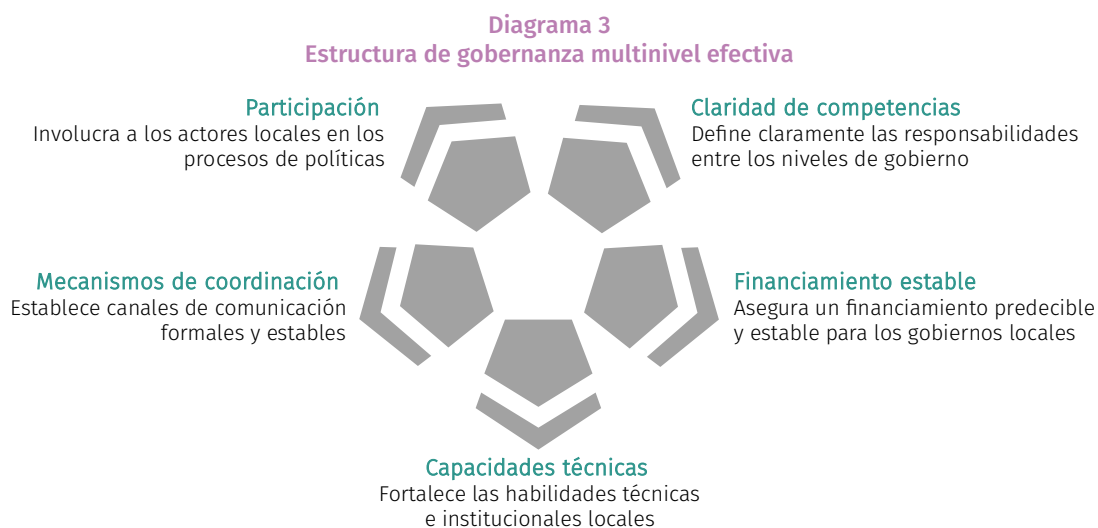 Diagrama 3
Estructura de gobernanza multinivel efectiva
Participación
Involucra a los actores locales en los
procesos de políticas
Claridad de competencias
Define claramente las responsabilidades
entre los niveles de gobierno
Mecanismos de coordinación
Establece canales de comunicación
formales y estables
Financiamiento estable
Asegura un financiamiento predecible
y estable para los gobiernos locales
Capacidades técnicas
Fortalece las habilidades técnicas
e institucionales locales